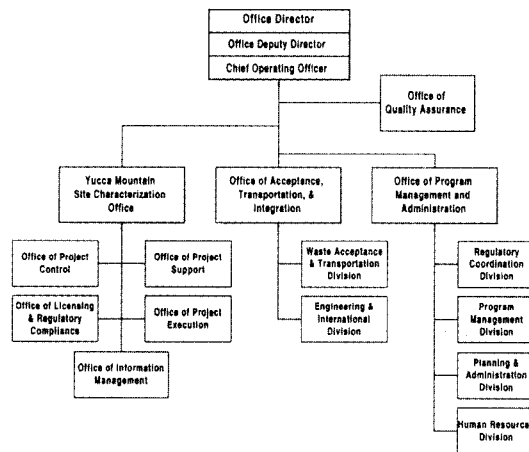 Office Director
Office Deputy Director
Chief Operating Officer
Office of
Quality Assurance
Yucca Mountain
Site Characterization
Office
Office of Acceptance,
Transportation, &
Integration
Office of Program
Management and
Administration
Office of Project
Control
Office of Project
Support
Office of Licensing
& Regulatory
Compliance
Office of Project
Execution
Office of Information
Management
Waste Acceptance
& Transportation
Division
Engineering &
International
Division
Regulatory
Coordination
Division
Program
Management
Division
Planning &
Administration
Division
Human Resource
Division